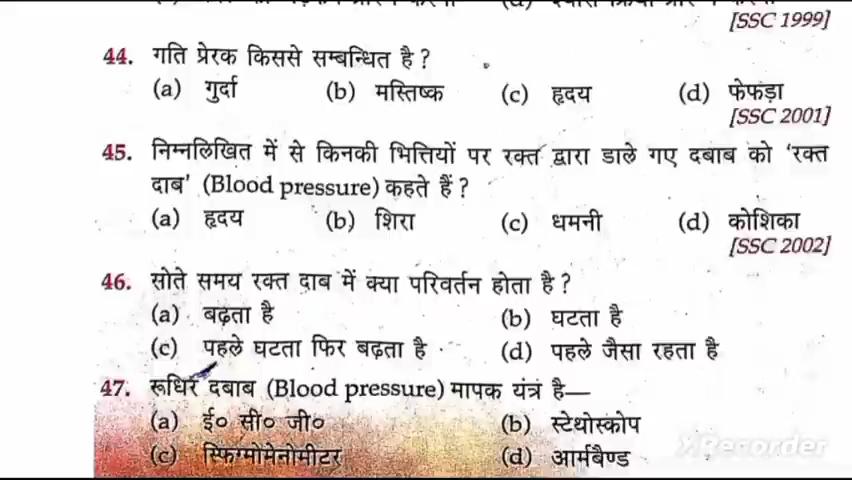 [SSC 1999]
44. गति प्रेरक किससे सम्बन्धित है ?
(a) गुर्दा (b) मस्तिष्क (c) हृदय (d) फेफड़ा
[SSC 2001]
45. निम्नलिखित में से किनकी भित्तियों पर रक्त द्वारा डाले गए दबाब को ‘रक्त
दाब’ (Blood pressure) कहते हैं ?
(a) हृदय (b) शिरा (c) धमनी (d) कोशिका
[SSC 2002]
46. सोते समय रक्त दाब में क्या परिवर्तन होता है ?
(a) बढ़ता है (b) घटता है
(c) पहले घटता फिर बढ़ता है (d) पहले जैसा रहता है
47. रूधिर दबाब (Blood pressure) मापक यंत्र है—
(a) ई० सी० जी० (b) स्टेथोस्कोप
(c) स्फिग्मोमेनोमीटर (d) आर्मबैण्ड
XRecorder